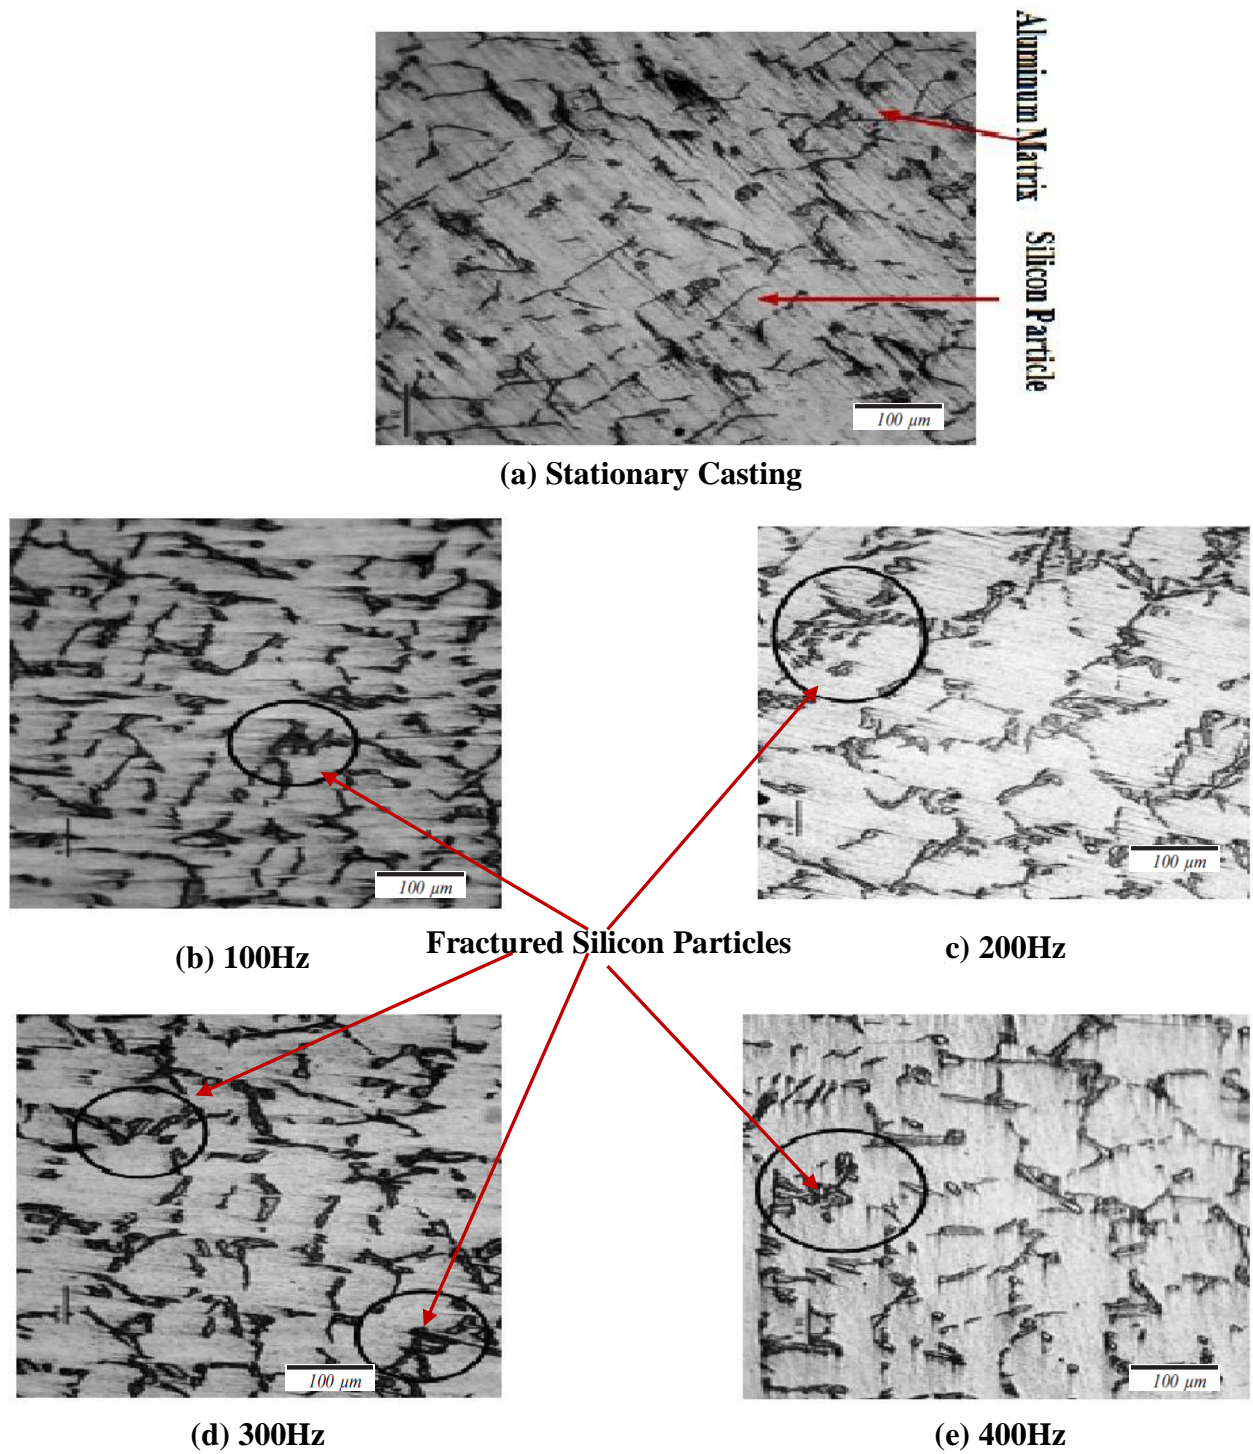 Aluminum Matrix
Silicon Particle
100 µm
(a) Stationary Casting
100 µm
100 µm
(b) 100Hz
Fractured Silicon Particles
c) 200Hz
100 µm
100 µm
(d) 300Hz
(e) 400Hz